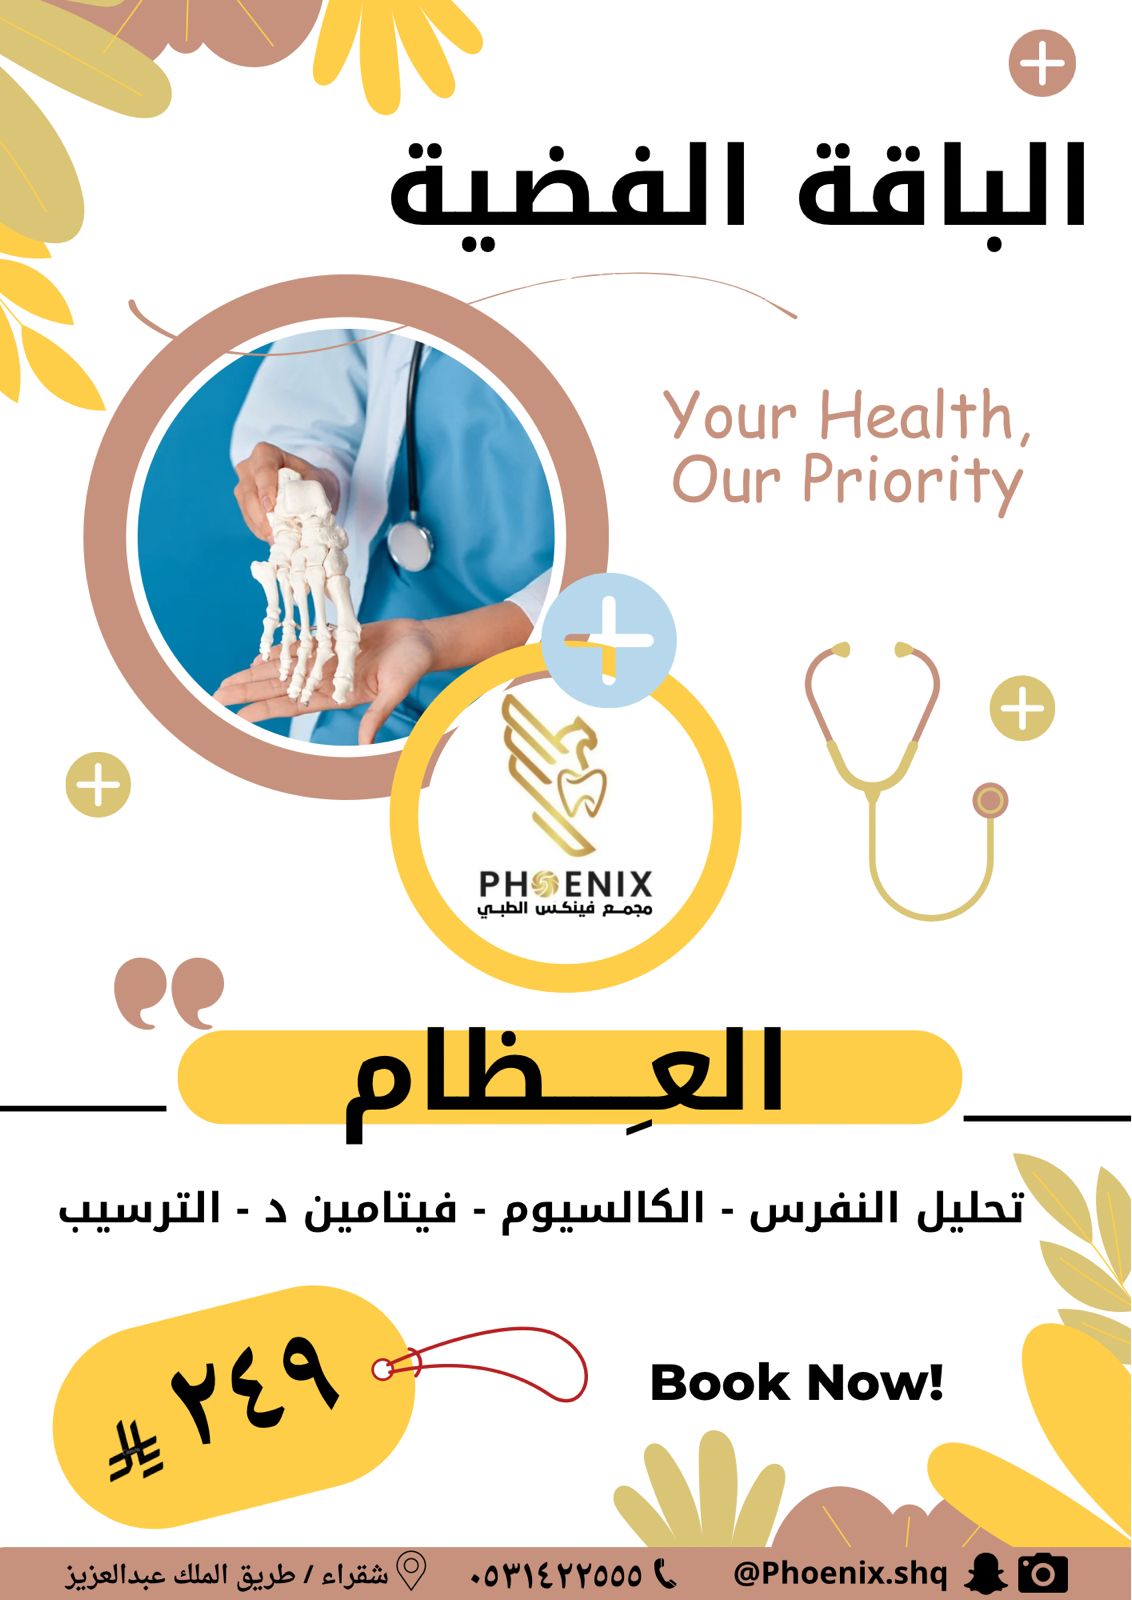 الباقة الفضية
Your Health,
Our Priority
PHOENIX
مجمع فينكس الطبي
العِـــظام
تحليل النفرس - الكالسيوم - فيتامين د - الترسيب
٢٤٩
Book Now!
@Phoenix.shq
٠٥٣١٤٢٢٥٥٥
شقراء / طريق الملك عبدالعزيز